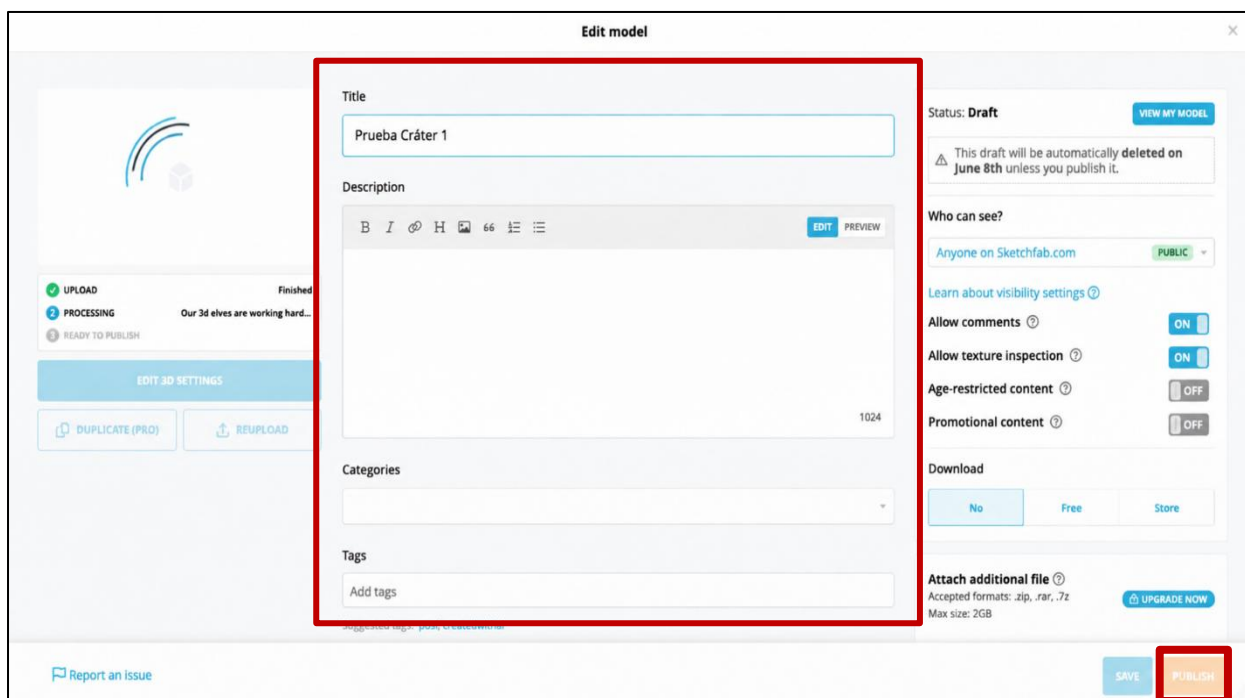 Edit model
Title
Prueba Cráter 1
Description
B I H 66
EDIT PREVIEW
1024
Categories
Tags
Add tags
Suggested tags:
UPLOAD Finished
2 PROCESSING Our 3d elves are working hard...
3 READY TO PUBLISH
EDIT 3D SETTINGS
DUPLICATE (PRO) REUPLOAD
Status: Draft VIEW MY MODEL
This draft will be automatically deleted on
June 8th unless you publish it.
Who can see?
Anyone on Sketchfab.com PUBLIC
Learn about visibility settings ?
Allow comments ? ON
Allow texture inspection ? ON
Age-restricted content ? OFF
Promotional content ? OFF
Download
No Free Store
Attach additional file ?
Accepted formats: .zip, .rar, .7z
Max size: 2GB
UPGRADE NOW
Report an issue
SAVE PUBLISH